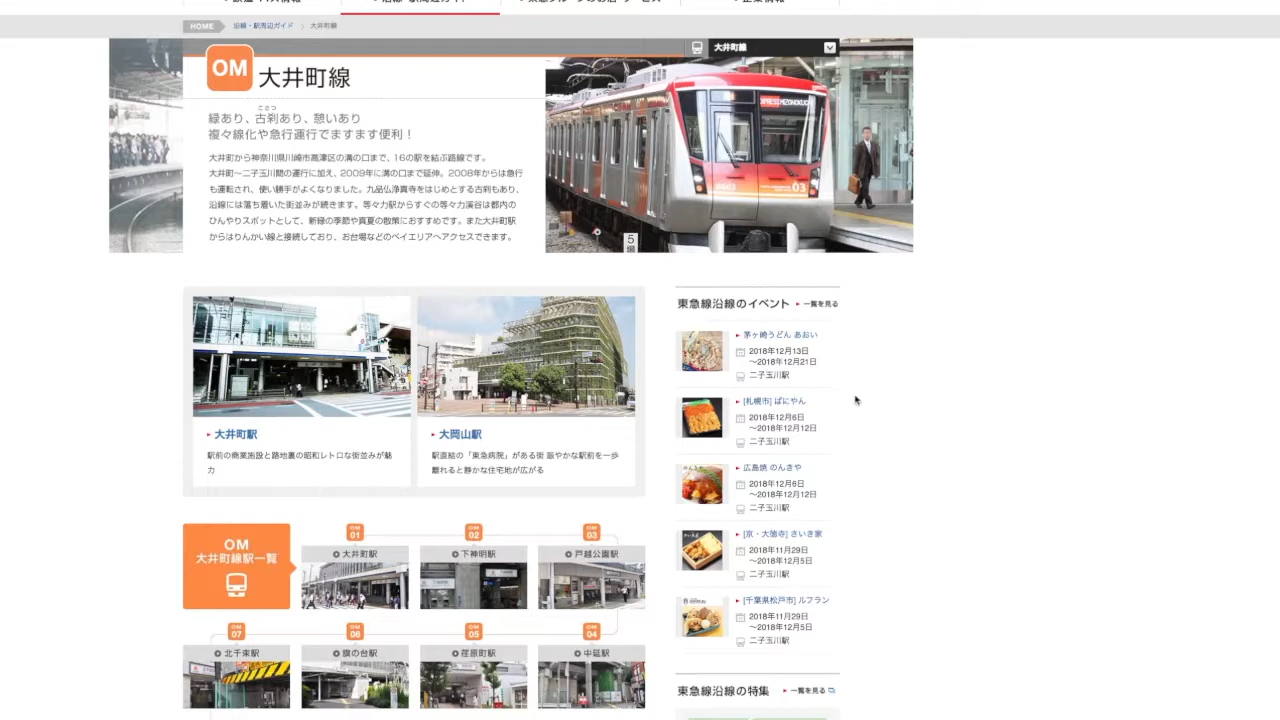 HOME 沿線・駅周辺ガイド 大井町線
大井町線
OM 大井町線
緑あり、古刹あり、憩いあり
複々線化や急行運転でますます便利！
大井町から神奈川県川崎市高津区の溝の口まで、16の駅を結ぶ路線です。
大井町〜二子玉川間の運行に加え、2009年に溝の口まで延伸。2008年からは急行
も運転され、使い勝手がよくなりました。九品仏浄真寺をはじめとする古刹もあり、
沿線には落ち着いた街並みが続きます。等々力駅からすぐの等々力渓谷は都内の
ひんやりスポットとして、新緑の季節や真夏の散策におすすめです。また大井町駅
からはりんかい線と接続しており、お台場などのベイエリアへアクセスできます。
03
5
大井町駅
駅前の商業施設と路地裏の昭和レトロな街並みが魅
力
大岡山駅
駅直結の「東急病院」がある街 賑やかな駅前を一歩
離れると静かな住宅地が広がる
東急線沿線のイベント 一覧を見る
茅ヶ崎うどん あおい
2018年12月13日
〜2018年12月21日
二子玉川駅
[札幌市] ぱにやん
2018年12月6日
〜2018年12月12日
二子玉川駅
広島焼 のんきや
2018年12月6日
〜2018年12月12日
二子玉川駅
[京・大徳寺] さいき家
2018年11月29日
〜2018年12月5日
二子玉川駅
[千葉県松戸市] ルフラン
2018年11月29日
〜2018年12月5日
二子玉川駅
OM
大井町線駅一覧
OM 01
大井町駅
OM 02
下神明駅
OM 03
戸越公園駅
OM 07
北千束駅
OM 06
旗の台駅
OM 05
荏原町駅
OM 04
中延駅
東急線沿線の特集 一覧を見る